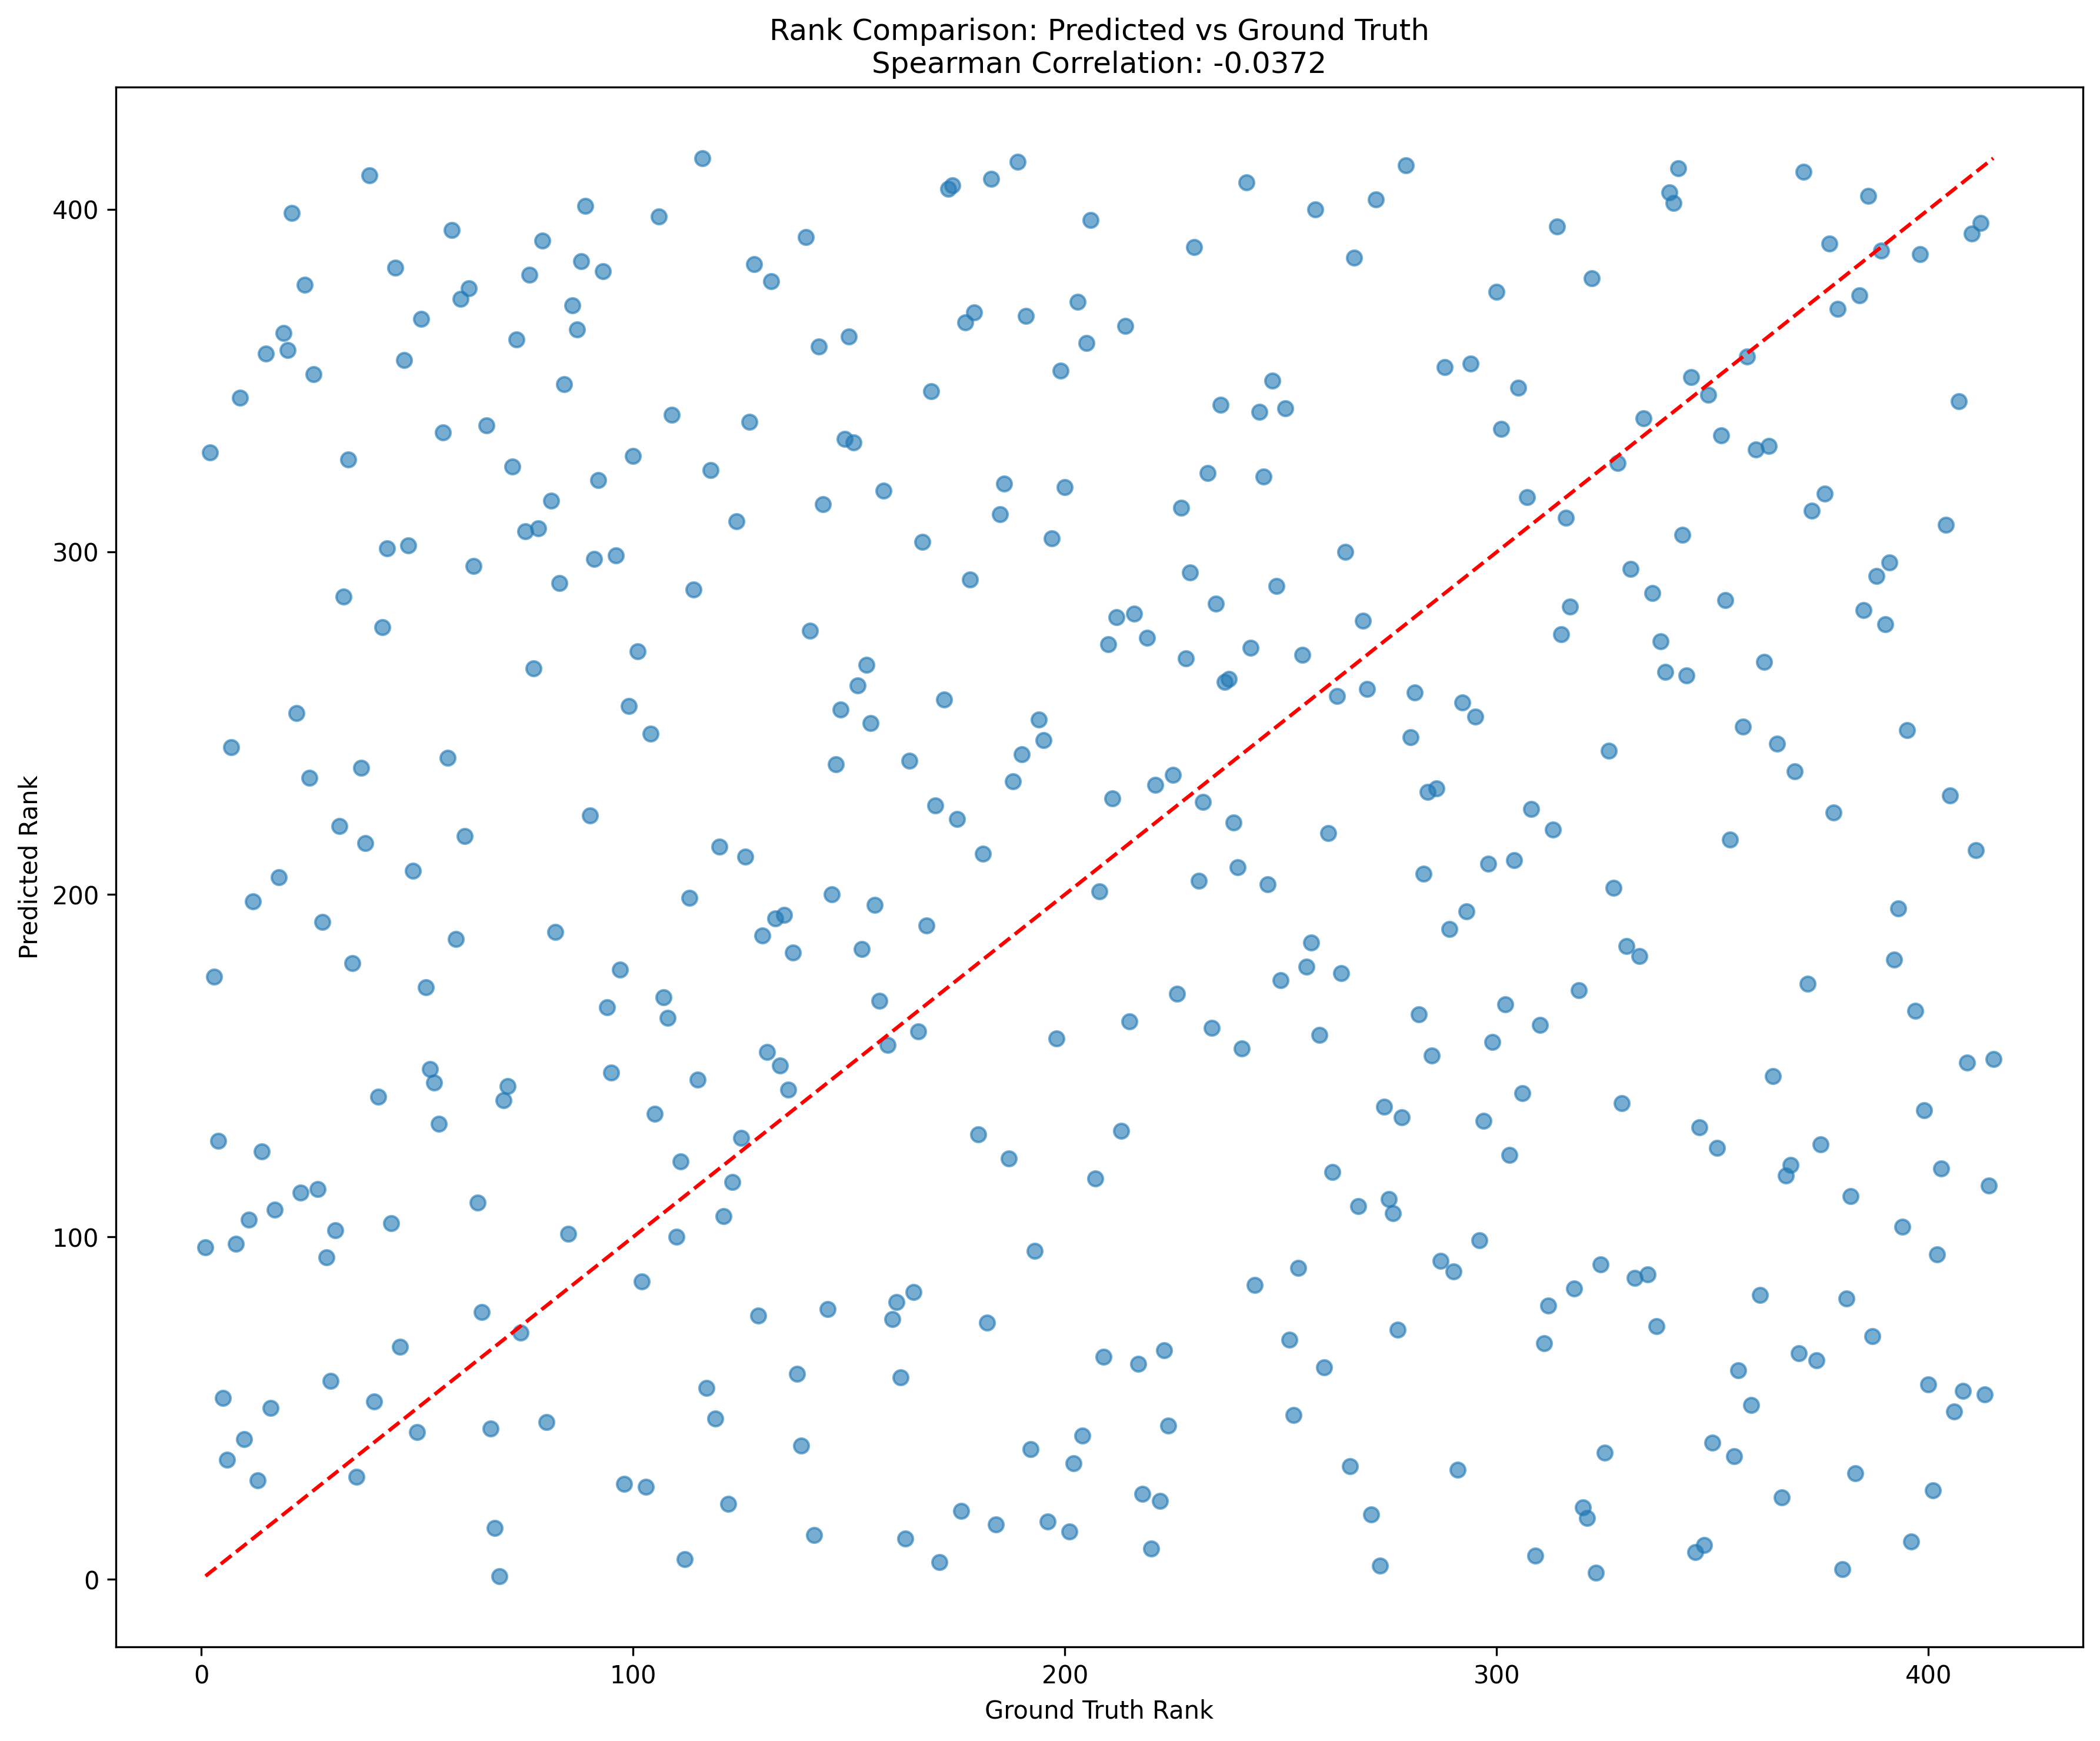 Rank Comparison: Predicted vs Ground Truth
Spearman Correlation: -0.0372
Predicted Rank
400
300
200
100
0
0 100 200 300 400
Ground Truth Rank